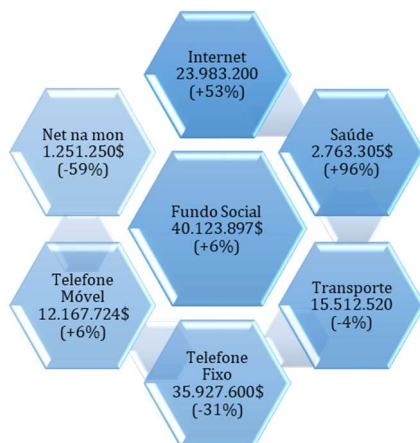 Internet
23.983.200
(+53%)
Net na mon
1.251.250$
(-59%)
Saúde
2.763.305$
(+96%)
Fundo Social
40.123.897$
(+6%)
Telefone
Móvel
12.167.724$
(+6%)
Transporte
15.512.520
(-4%)
Telefone
Fixo
35.927.600$
(-31%)